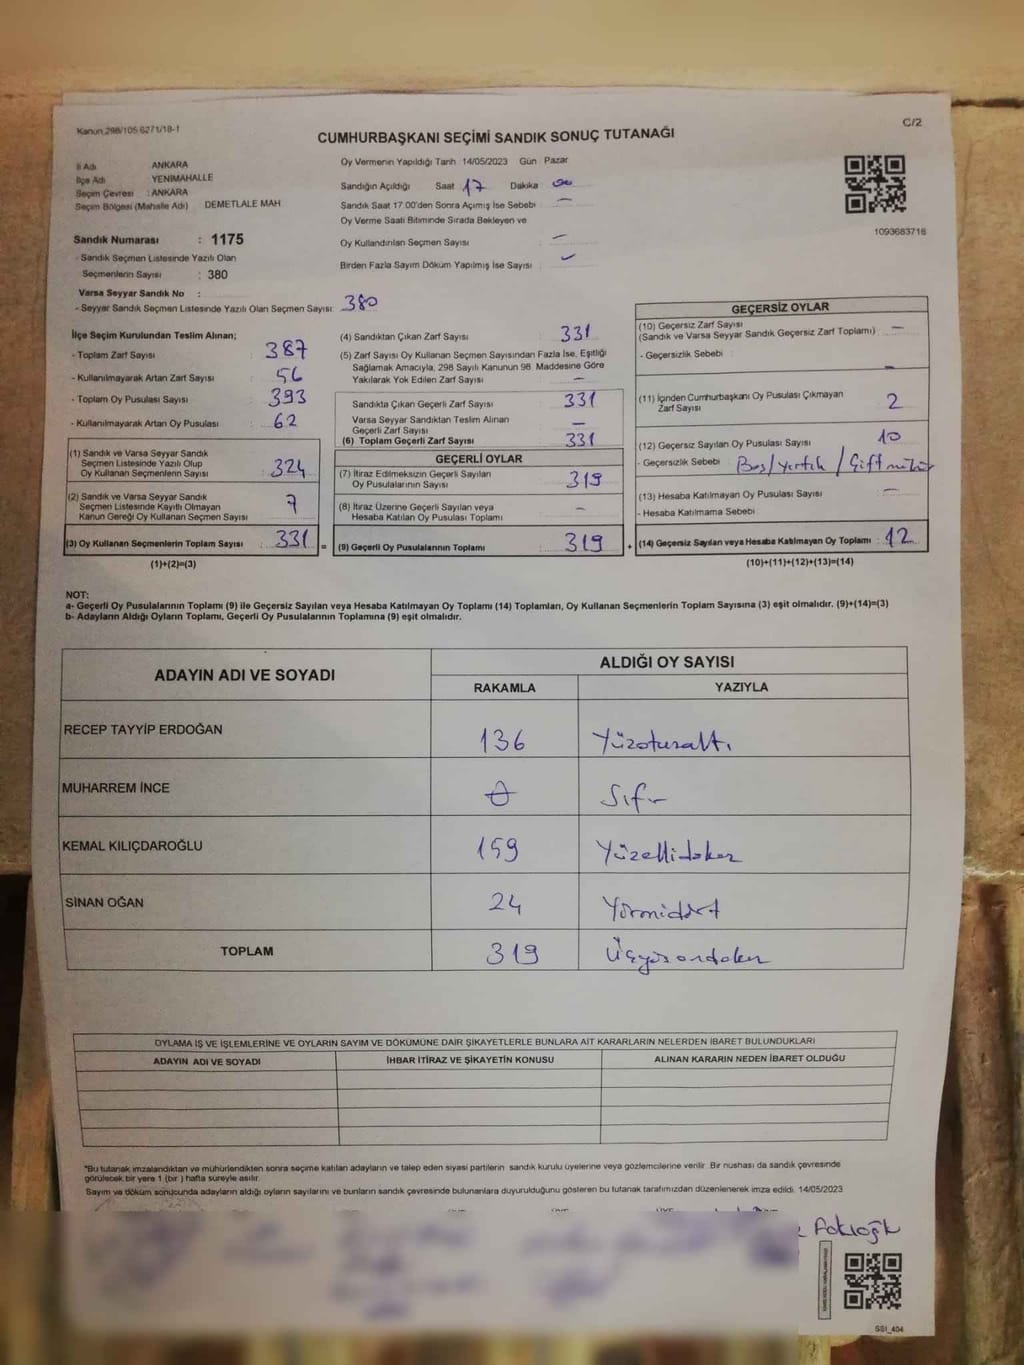 Kanun 298/105 6271/18-1
C/2
CUMHURBAŞKANI SEÇİMİ SANDIK SONUÇ TUTANAĞI
İl Adı ANKARA
İlçe Adı YENİMAHALLE
Seçim Çevresi : ANKARA
Seçim Bölgesi (Mahalle Adı) DEMETLALE MAH
Sandık Numarası : 1175
- Sandık Seçmen Listesinde Yazılı Olan
Seçmenlerin Sayısı : 380
Varsa Seyyar Sandık No :
- Seyyar Sandık Seçmen Listesinde Yazılı Olan Seçmen Sayısı: 380
Oy Vermenin Yapıldığı Tarih 14/05/2023 Gün Pazar
Sandığın Açıldığı Saat 17 Dakika 00
Sandık Saat 17.00'den Sonra Açımış İse Sebebi : —
Oy Verme Saati Bitiminde Sırada Bekleyen ve
Oy Kullandırılan Seçmen Sayısı : —
Birden Fazla Sayım Döküm Yapılmış İse Sayısı :
1093683718
İlçe Seçim Kurulundan Teslim Alınan;
- Toplam Zarf Sayısı : 387
- Kullanılmayarak Artan Zarf Sayısı : 56
- Toplam Oy Pusulası Sayısı : 393
- Kullanılmayarak Artan Oy Pusulası : 62
(1) Sandık ve Varsa Seyyar Sandık
Seçmen Listesinde Yazılı Olup
Oy Kullanan Seçmenlerin Sayısı : 324
(2) Sandık ve Varsa Seyyar Sandık
Seçmen Listesinde Kayıtlı Olmayan
Kanun Gereği Oy Kullanan Seçmen Sayısı : 7
(3) Oy Kullanan Seçmenlerin Toplam Sayısı : 331 =
(1)+(2)=(3)
(4) Sandıktan Çıkan Zarf Sayısı : 331
(5) Zarf Sayısı Oy Kullanan Seçmen Sayısından Fazla İse, Eşitliği
Sağlamak Amacıyla, 298 Sayılı Kanunun 98. Maddesine Göre
Yakılarak Yok Edilen Zarf Sayısı : —
Sandıkta Çıkan Geçerli Zarf Sayısı : 331
Varsa Seyyar Sandıktan Teslim Alınan
Geçerli Zarf Sayısı : —
(6) Toplam Geçerli Zarf Sayısı : 331
GEÇERLİ OYLAR
(7) İtiraz Edilmeksizin Geçerli Sayılan
Oy Pusulalarının Sayısı : 319
(8) İtiraz Üzerine Geçerli Sayılan veya
Hesaba Katılan Oy Pusulası Toplamı : -
(9) Geçerli Oy Pusulalarının Toplamı : 319 +
GEÇERSİZ OYLAR
(10) Geçersiz Zarf Sayısı
(Sandık ve Varsa Seyyar Sandık Geçersiz Zarf Toplamı) : —
- Geçersizlik Sebebi : —
(11) İçinden Cumhurbaşkanı Oy Pusulası Çıkmayan
Zarf Sayısı : 2
(12) Geçersiz Sayılan Oy Pusulası Sayısı : 10
- Geçersizlik Sebebi : Boş/yırtık/Çift mühür
(13) Hesaba Katılmayan Oy Pusulası Sayısı : —
- Hesaba Katılmama Sebebi :
(14) Geçersiz Sayılan veya Hesaba Katılmayan Oy Toplamı : 12
(10)+(11)+(12)+(13)=(14)
NOT:
a- Geçerli Oy Pusulalarının Toplamı (9) ile Geçersiz Sayılan veya Hesaba Katılmayan Oy Toplamı (14) Toplamları, Oy Kullanan Seçmenlerin Toplam Sayısına (3) eşit olmalıdır. (9)+(14)=(3)
b- Adayların Aldığı Oyların Toplamı, Geçerli Oy Pusulalarının Toplamına (9) eşit olmalıdır.
ADAYIN ADI VE SOYADI
ALDIĞI OY SAYISI
RAKAMLA YAZIYLA
RECEP TAYYİP ERDOĞAN 136 Yüzotuzaltı
MUHARREM İNCE 0 Sıfır
KEMAL KILIÇDAROĞLU 159 Yüzellidokuz
SİNAN OĞAN 24 Yirmidört
TOPLAM 319 Üçyüzondokuz
OYLAMA İŞ VE İŞLEMLERİNE VE OYLARIN SAYIM VE DÖKÜMÜNE DAİR ŞİKAYETLERLE BUNLARA AİT KARARLARIN NELERDEN İBARET BULUNDUKLARI
ADAYIN ADI VE SOYADI İHBAR İTİRAZ VE ŞİKAYETİN KONUSU ALINAN KARARIN NEDEN İBARET OLDUĞU
*Bu tutanak imzalandıktan ve mühürlendikten sonra seçime katılan adayların ve talep eden siyasi partilerin sandık kurulu üyelerine veya gözlemcilerine verilir. Bir nushası da sandık çevresinde
görülecek bir yere 1 (bir) hafta süreyle asılır.
Sayım ve döküm sonucunda adayların aldığı oyların sayılarını ve bunların sandık çevresinde bulunanlara duyurulduğunu gösteren bu tutanak tarafımızdan düzenlenerek imza edildi. 14/05/2023
SSI_404